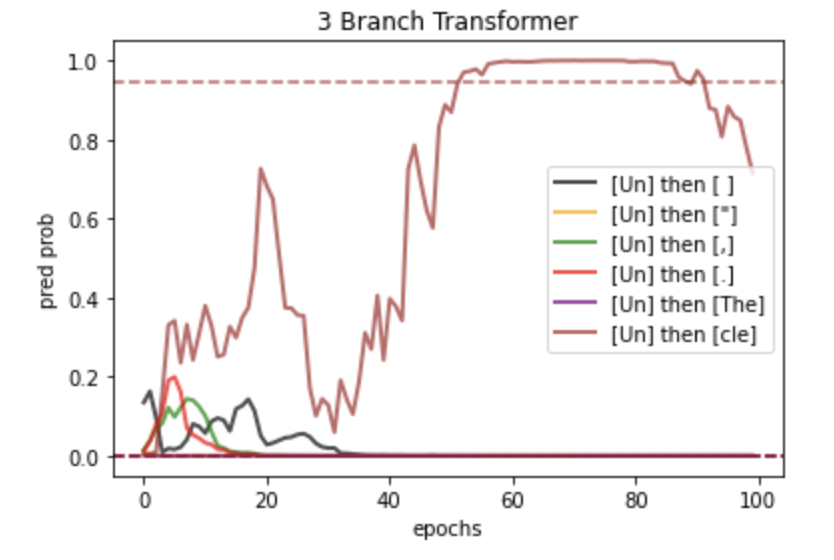 3 Branch Transformer
1.0
0.8
0.6
0.4
0.2
0.0
pred prob
[Un] then [ ]
[Un] then ["]
[Un] then [,]
[Un] then [.]
[Un] then [The]
[Un] then [cle]
0 20 40 60 80 100
epochs